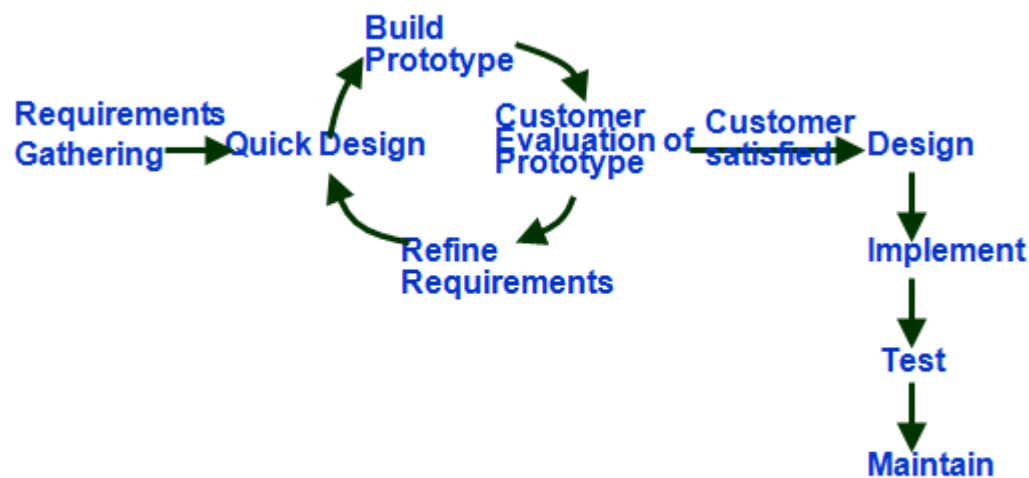 Build
Prototype
Requirements
Gathering
Quick Design
Customer
Evaluation of
Prototype
Customer
satisfied
Design
Refine
Requirements
Implement
Test
Maintain